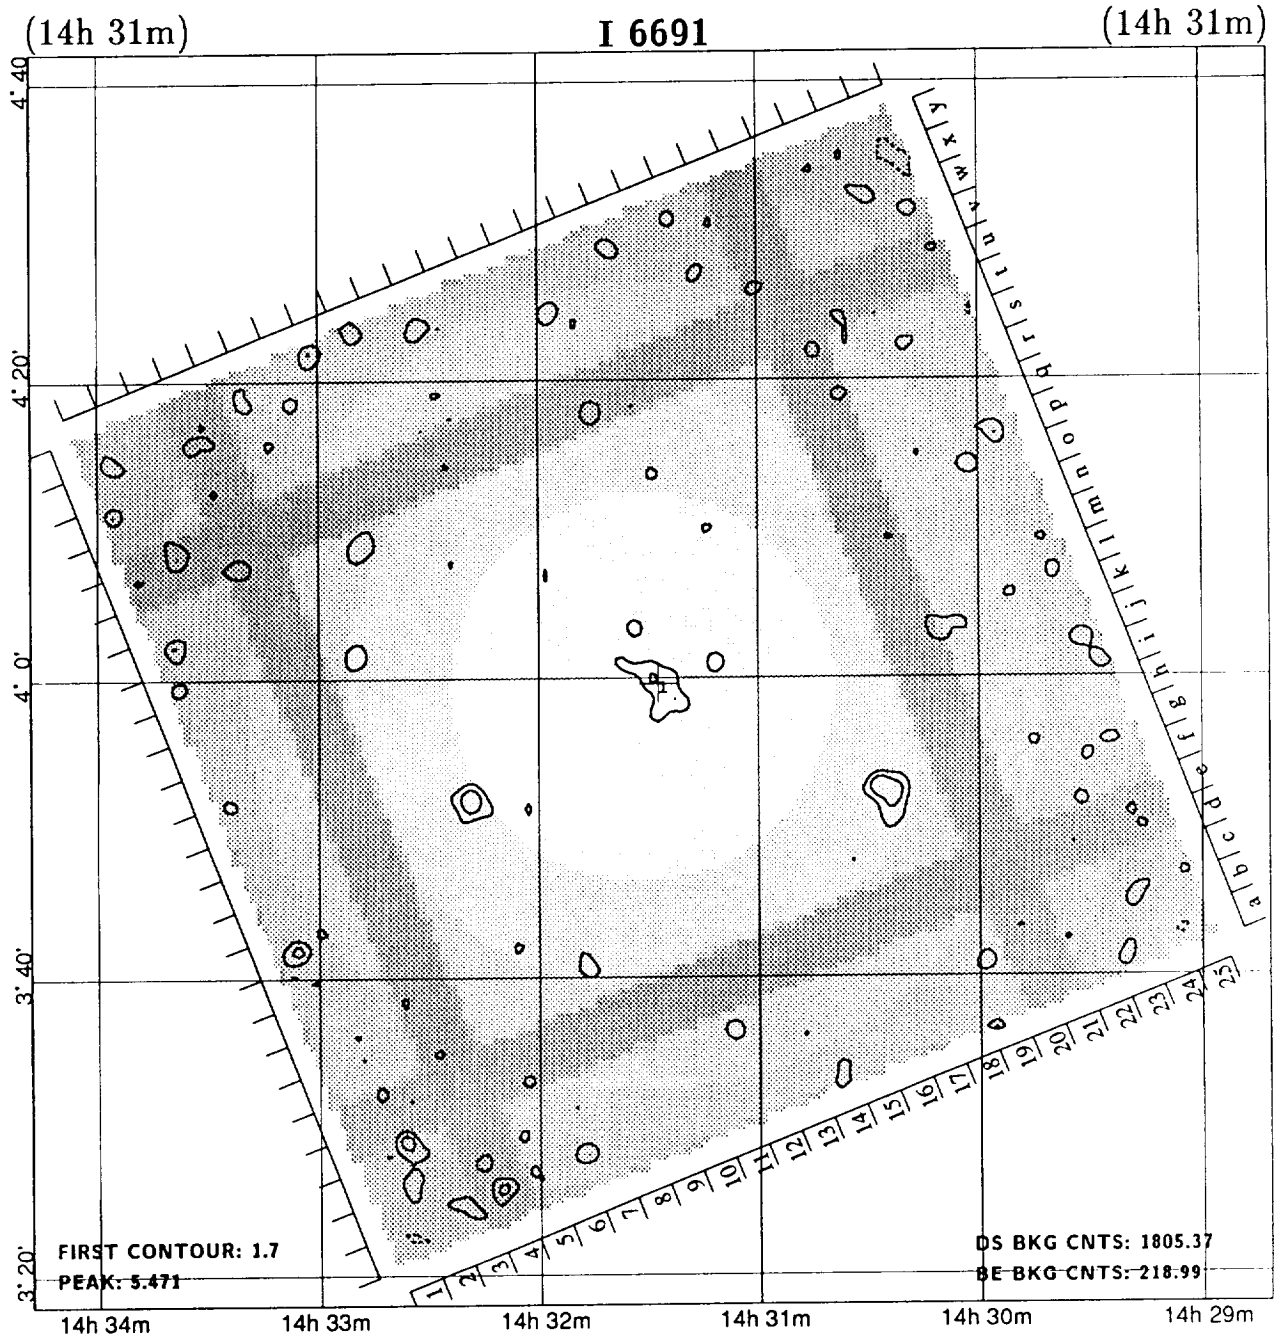 (14h 31m) I 6691 (14h 31m)
4° 40'
4° 20'
4° 0'
3° 40'
3° 20'
y
x
w
v
u
t
s
r
q
p
o
n
m
l
k
j
i
h
g
f
e
d
c
b
a
1
1 2 3 4 5 6 7 8 9 10 11 12 13 14 15 16 17 18 19 20 21 22 23 24 25
FIRST CONTOUR: 1.7
PEAK: 5.471
DS BKG CNTS: 1805.37
BE BKG CNTS: 218.99
14h 34m 14h 33m 14h 32m 14h 31m 14h 30m 14h 29m